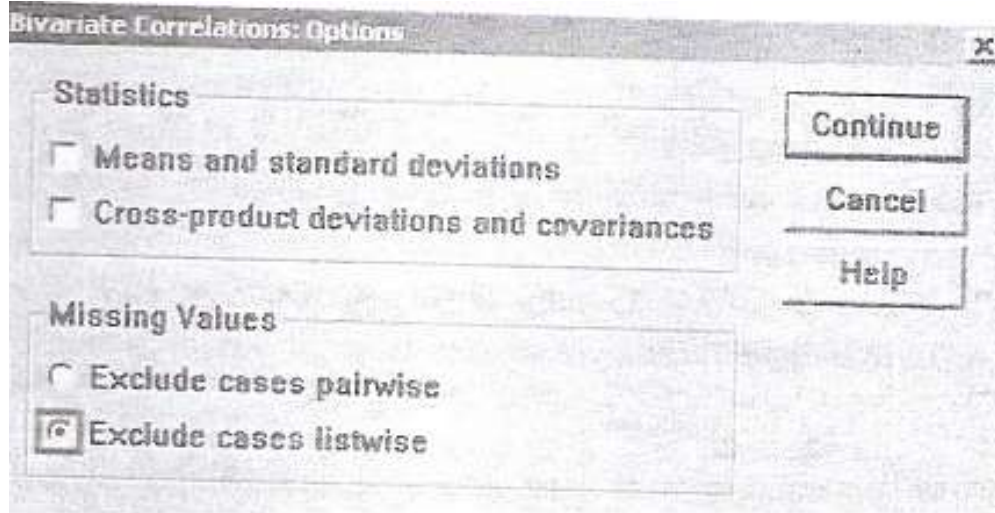 Bivariate Correlations: Options
Statistics
Means and standard deviations
Cross-product deviations and covariances
Continue
Cancel
Help
Missing Values
Exclude cases pairwise
Exclude cases listwise